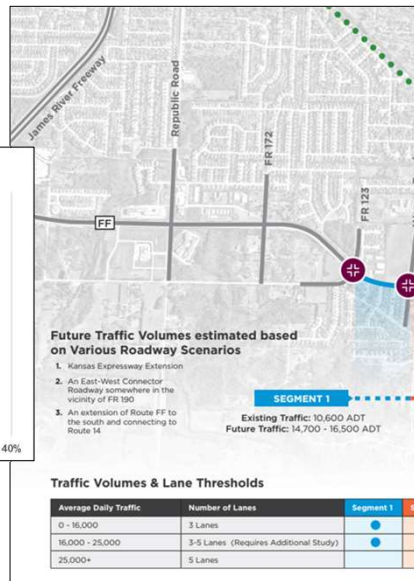 James River Freeway
Republic Road
FR 172
FR 123
FF
Future Traffic Volumes estimated based
on Various Roadway Scenarios
1. Kansas Expressway Extension
2. An East-West Connector
Roadway somewhere in the
vicinity of FR 190
3. An extension of Route FF to
the south and connecting to
Route 14
SEGMENT 1
Existing Traffic: 10,600 ADT
Future Traffic: 14,700 - 16,500 ADT
40%
Traffic Volumes & Lane Thresholds
Average Daily Traffic Number of Lanes Segment 1 S
0 - 16,000 3 Lanes
16,000 - 25,000 3-5 Lanes (Requires Additional Study)
25,000+ 5 Lanes